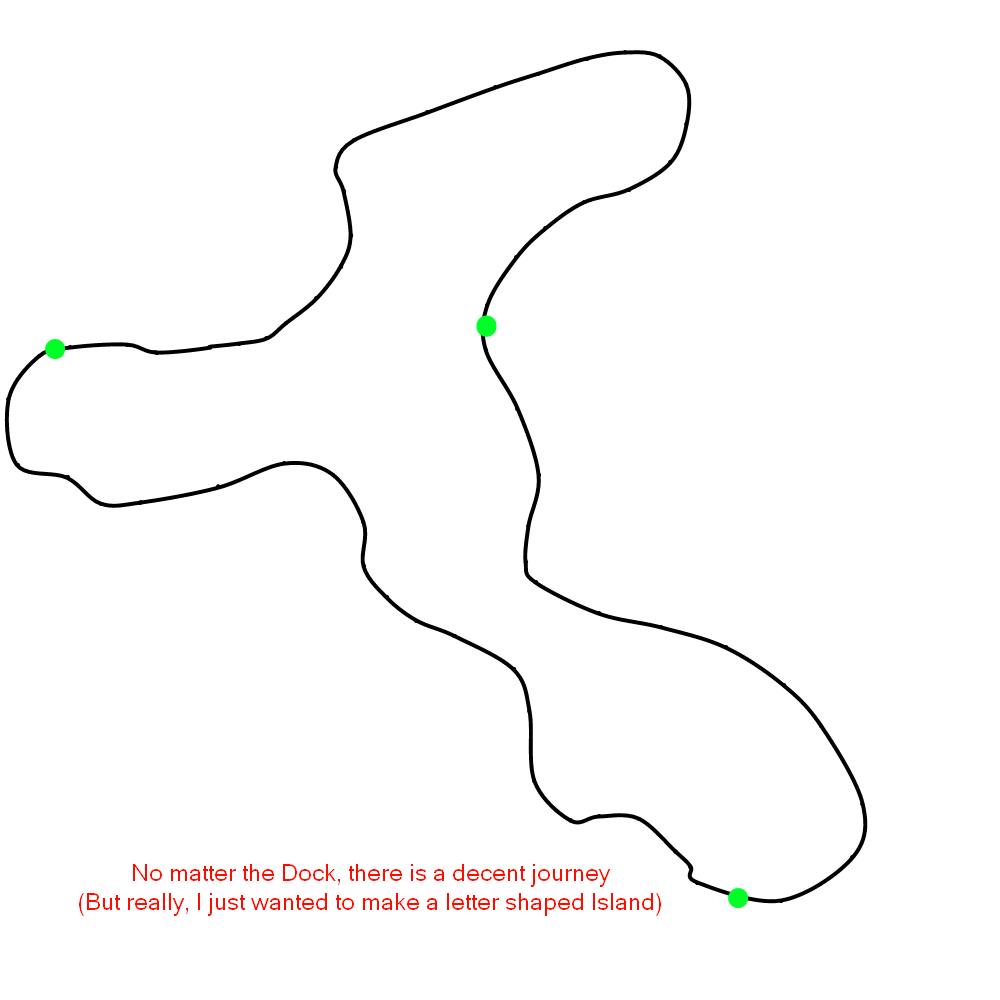 No matter the Dock, there is a decent journey
(But really, I just wanted to make a letter shaped Island)